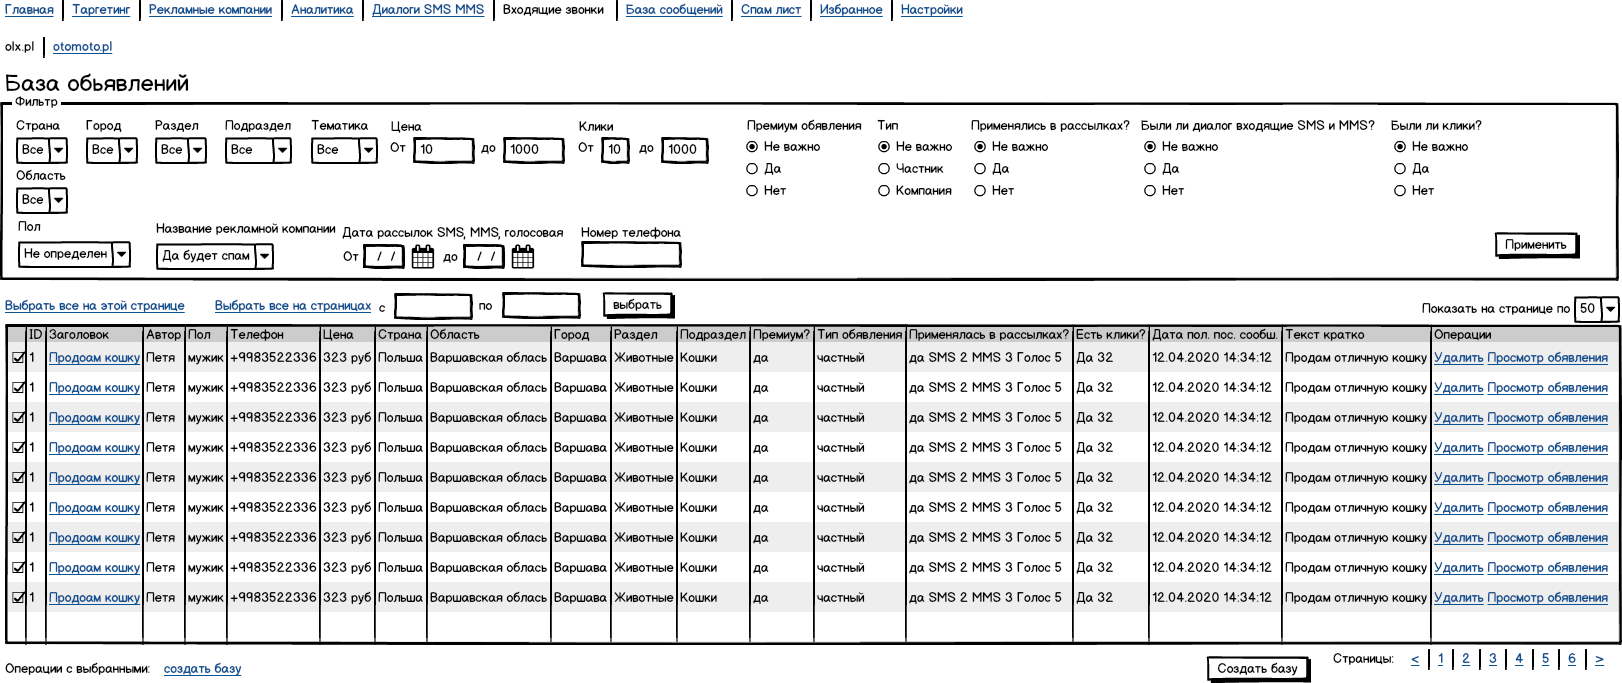 Главная Таргетинг Рекламные компании Аналитика Диалоги SMS MMS Входящие звонки База сообщений Спам лист Избранное Настройки
olx.pl otomoto.pl
База обьявлений
Фильтр
Страна Город Раздел Подраздел Тематика Цена Клики Премиум обявления Тип Применялись в рассылках? Были ли диалог входящие SMS и MMS? Были ли клики?
Все Все Все Все Все От 10 до 1000 От 10 до 1000 Не важно Не важно Не важно Не важно Не важно
Да Частник Да Да Да
Область
Все Нет Компания Нет Нет Нет
Пол Название рекламной компании Дата рассылок SMS, MMS, голосовая Номер телефона
Не определен Да будет спам От / / до / / Применить
Выбрать все на этой странице Выбрать все на страницах с по выбрать Показать на странице по 50
ID Заголовок Автор Пол Телефон Цена Страна Область Город Раздел Подраздел Премиум? Тип обявления Применялась в рассылках? Есть клики? Дата пол. пос. сообщ. Текст кратко Операции
1 Продоам кошку Петя мужик +9983522336 323 руб Польша Варшавская облась Варшава Животные Кошки да частный да SMS 2 MMS 3 Голос 5 Да 32 12.04.2020 14:34:12 Продам отличную кошку Удалить Просмотр обявления
1 Продоам кошку Петя мужик +9983522336 323 руб Польша Варшавская облась Варшава Животные Кошки да частный да SMS 2 MMS 3 Голос 5 Да 32 12.04.2020 14:34:12 Продам отличную кошку Удалить Просмотр обявления
1 Продоам кошку Петя мужик +9983522336 323 руб Польша Варшавская облась Варшава Животные Кошки да частный да SMS 2 MMS 3 Голос 5 Да 32 12.04.2020 14:34:12 Продам отличную кошку Удалить Просмотр обявления
1 Продоам кошку Петя мужик +9983522336 323 руб Польша Варшавская облась Варшава Животные Кошки да частный да SMS 2 MMS 3 Голос 5 Да 32 12.04.2020 14:34:12 Продам отличную кошку Удалить Просмотр обявления
1 Продоам кошку Петя мужик +9983522336 323 руб Польша Варшавская облась Варшава Животные Кошки да частный да SMS 2 MMS 3 Голос 5 Да 32 12.04.2020 14:34:12 Продам отличную кошку Удалить Просмотр обявления
1 Продоам кошку Петя мужик +9983522336 323 руб Польша Варшавская облась Варшава Животные Кошки да частный да SMS 2 MMS 3 Голос 5 Да 32 12.04.2020 14:34:12 Продам отличную кошку Удалить Просмотр обявления
1 Продоам кошку Петя мужик +9983522336 323 руб Польша Варшавская облась Варшава Животные Кошки да частный да SMS 2 MMS 3 Голос 5 Да 32 12.04.2020 14:34:12 Продам отличную кошку Удалить Просмотр обявления
1 Продоам кошку Петя мужик +9983522336 323 руб Польша Варшавская облась Варшава Животные Кошки да частный да SMS 2 MMS 3 Голос 5 Да 32 12.04.2020 14:34:12 Продам отличную кошку Удалить Просмотр обявления
1 Продоам кошку Петя мужик +9983522336 323 руб Польша Варшавская облась Варшава Животные Кошки да частный да SMS 2 MMS 3 Голос 5 Да 32 12.04.2020 14:34:12 Продам отличную кошку Удалить Просмотр обявления
Операции с выбранными: создать базу Создать базу Страницы: < 1 2 3 4 5 6 >